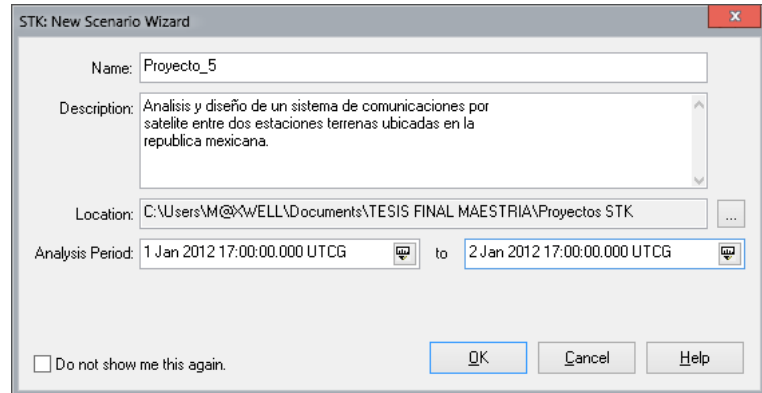 STK: New Scenario Wizard
x
Name: Proyecto_5
Description: Analisis y diseño de un sistema de comunicaciones por
satelite entre dos estaciones terrenas ubicadas en la
republica mexicana.
Location: C:\Users\M@XWELL\Documents\TESIS FINAL MAESTRIA\Proyectos STK ...
Analysis Period: 1 Jan 2012 17:00:00.000 UTCG to 2 Jan 2012 17:00:00.000 UTCG
Do not show me this again. OK Cancel Help